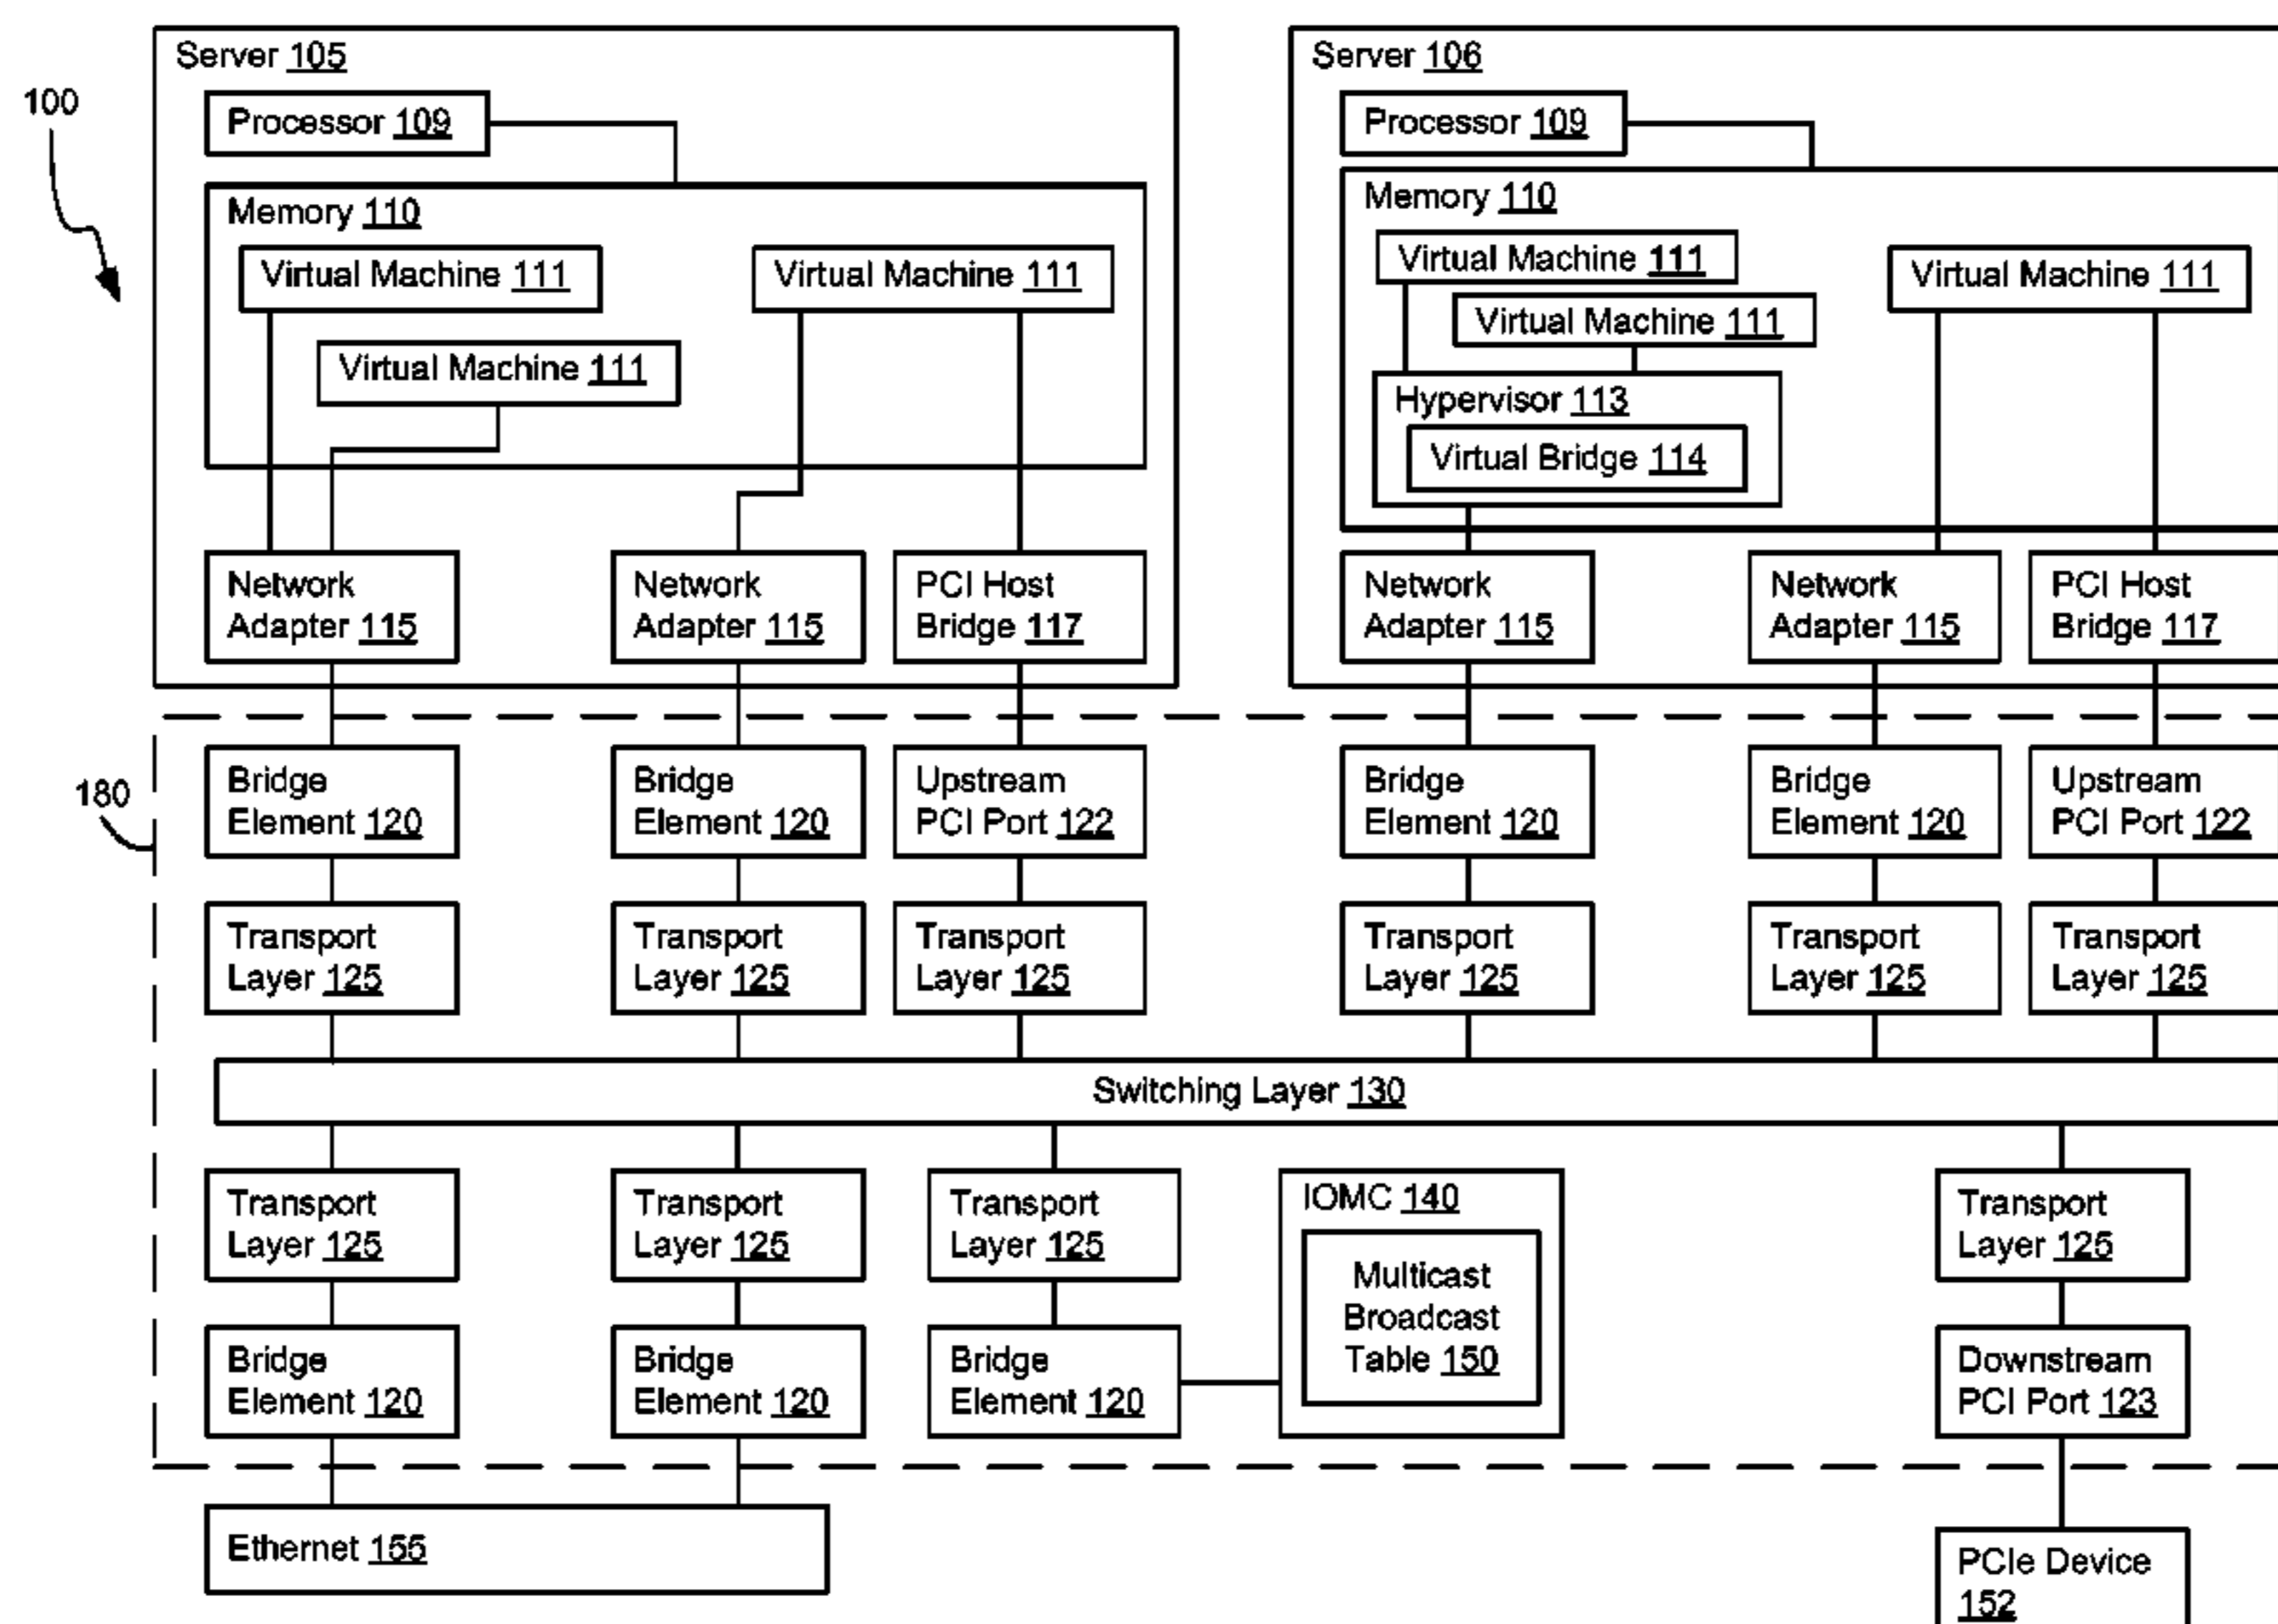 100
Server 105
Processor 109
Memory 110
Virtual Machine 111
Virtual Machine 111
Virtual Machine 111
Network
Adapter 115
Network
Adapter 115
PCI Host
Bridge 117
Server 106
Processor 109
Memory 110
Virtual Machine 111
Virtual Machine 111
Virtual Machine 111
Hypervisor 113
Virtual Bridge 114
Network
Adapter 115
Network
Adapter 115
PCI Host
Bridge 117
180
Bridge
Element 120
Bridge
Element 120
Upstream
PCI Port 122
Bridge
Element 120
Bridge
Element 120
Upstream
PCI Port 122
Transport
Layer 125
Transport
Layer 125
Transport
Layer 125
Transport
Layer 125
Transport
Layer 125
Transport
Layer 125
Switching Layer 130
Transport
Layer 125
Transport
Layer 125
Transport
Layer 125
IOMC 140
Multicast
Broadcast
Table 150
Transport
Layer 125
Bridge
Element 120
Bridge
Element 120
Bridge
Element 120
Downstream
PCI Port 123
Ethernet 155
PCIe Device
152